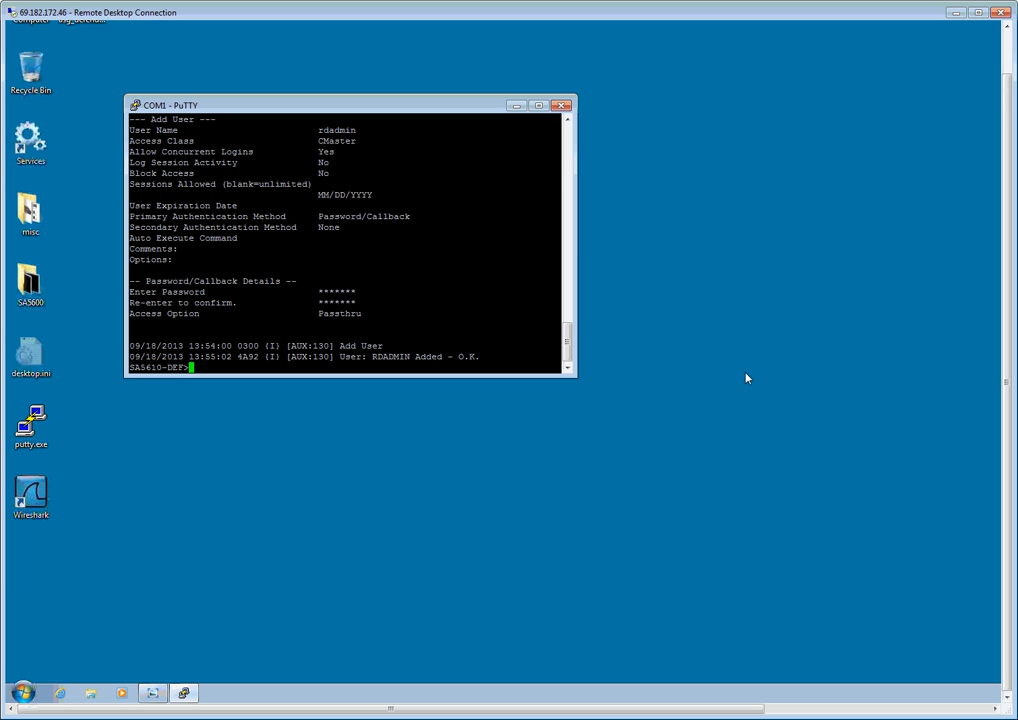 69.182.172.46 - Remote Desktop Connection
Recycle Bin
Services
misc
SA5600
desktop.ini
putty.exe
Wireshark
COM1 - PuTTY
--- Add User ---
User Name rdadmin
Access Class CMaster
Allow Concurrent Logins Yes
Log Session Activity No
Block Access No
Sessions Allowed (blank=unlimited)
MM/DD/YYYY
User Expiration Date
Primary Authentication Method Password/Callback
Secondary Authentication Method None
Auto Execute Command
Comments:
Options:
-- Password/Callback Details --
Enter Password *******
Re-enter to confirm. *******
Access Option Passthru
09/18/2013 13:54:00 0300 (I) [AUX:130] Add User
09/18/2013 13:55:02 4A92 (I) [AUX:130] User: RDADMIN Added - O.K.
SA5610-DEF>